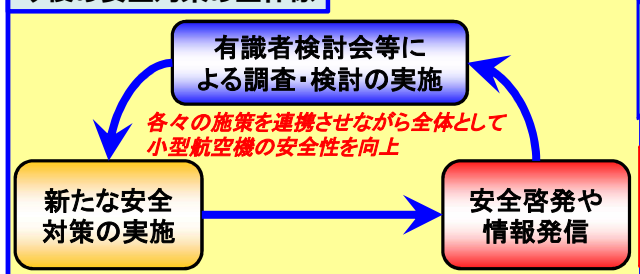 有識者検討会等に
よる調査・検討の実施
各々の施策を連携させながら全体として
小型航空機の安全性を向上
新たな安全
対策の実施
安全啓発や
情報発信